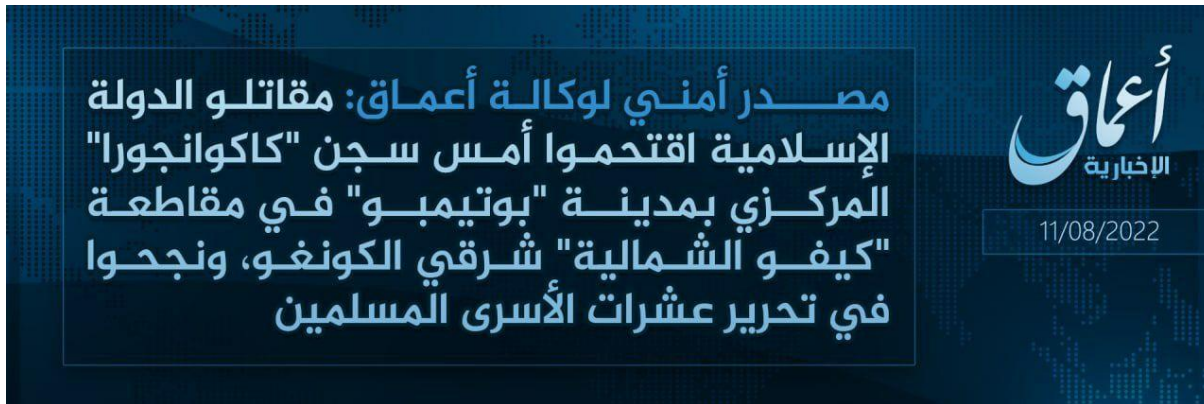 أعماق
الإخبارية
11/08/2022
مصدر أمني لوكالة أعماق: مقاتلو الدولة
الإسلامية اقتحموا أمس سجن "كاكوانجورا"
المركزي بمدينة "بوتيمبو" في مقاطعة
"كيفو الشمالية" شرقي الكونغو، ونجحوا
في تحرير عشرات الأسرى المسلمين